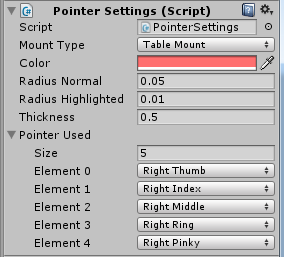 Pointer Settings (Script)
Script PointerSettings
Mount Type Table Mount
Color
Radius Normal 0.05
Radius Highlighted 0.01
Thickness 0.5
Pointer Used
Size 5
Element 0 Right Thumb
Element 1 Right Index
Element 2 Right Middle
Element 3 Right Ring
Element 4 Right Pinky